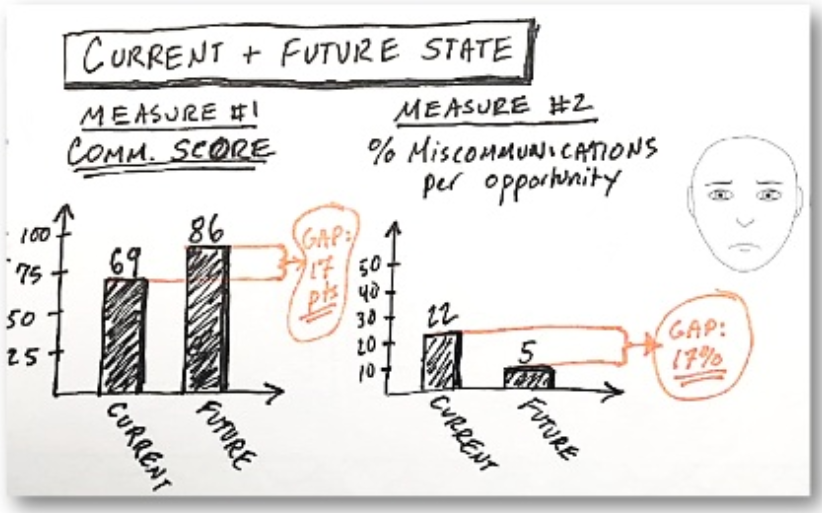 CURRENT + FUTURE STATE
MEASURE #1
COMM. SCORE
100
75
50
25
69
86
GAP:
17
pts
CURRENT
FUTURE
MEASURE #2
% MISCOMMUNICATIONS
per opportunity
50
40
30
20
10
22
5
GAP:
17%
CURRENT
FUTURE